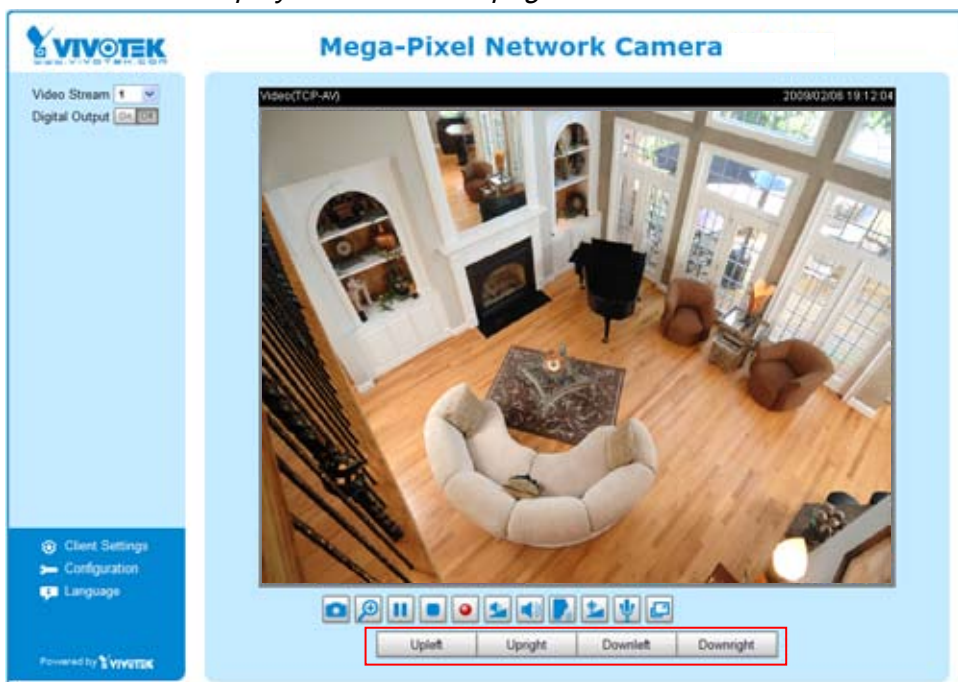 VIVOTEK
www.vivotek.com
Mega-Pixel Network Camera
Video Stream 1
Digital Output On Off
Video(TCP-AV)
2009/02/06 19:12:04
Client Settings
Configuration
Language
Upleft Upright Downleft Downright
Powered by VIVOTEK